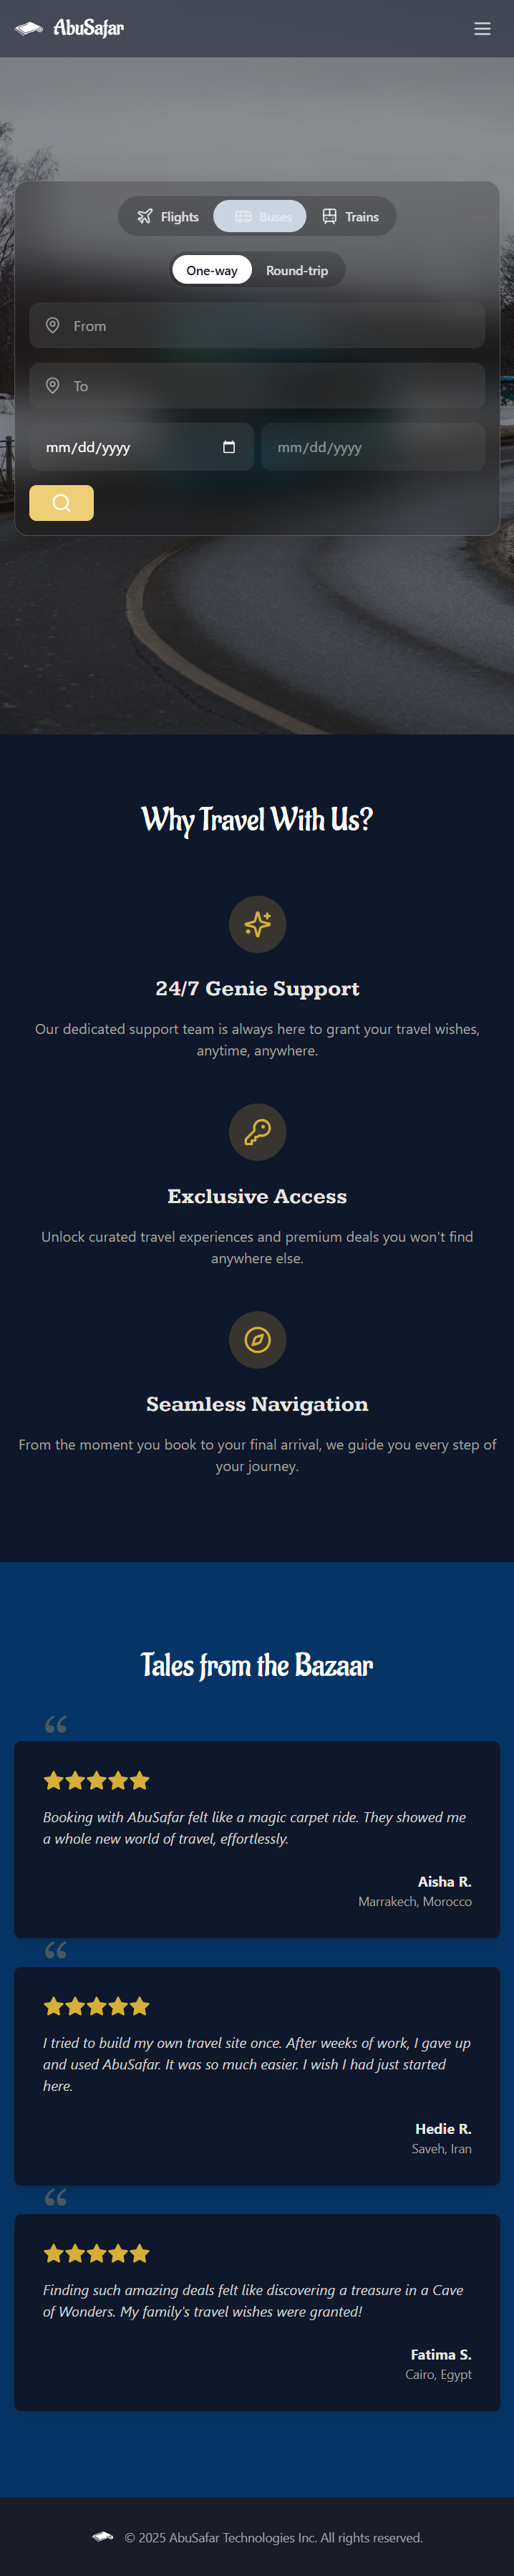 AbuSafar
Flights Buses Trains
One-way Round-trip
From
To
mm/dd/yyyy mm/dd/yyyy
Why Travel With Us?
24/7 Genie Support
Our dedicated support team is always here to grant your travel wishes,
anytime, anywhere.
Exclusive Access
Unlock curated travel experiences and premium deals you won't find
anywhere else.
Seamless Navigation
From the moment you book to your final arrival, we guide you every step of
your journey.
Tales from the Bazaar
“
Booking with AbuSafar felt like a magic carpet ride. They showed me
a whole new world of travel, effortlessly.
Aisha R.
Marrakech, Morocco
“
I tried to build my own travel site once. After weeks of work, I gave up
and used AbuSafar. It was so much easier. I wish I had just started
here.
Hedie R.
Saveh, Iran
“
Finding such amazing deals felt like discovering a treasure in a Cave
of Wonders. My family's travel wishes were granted!
Fatima S.
Cairo, Egypt
© 2025 AbuSafar Technologies Inc. All rights reserved.